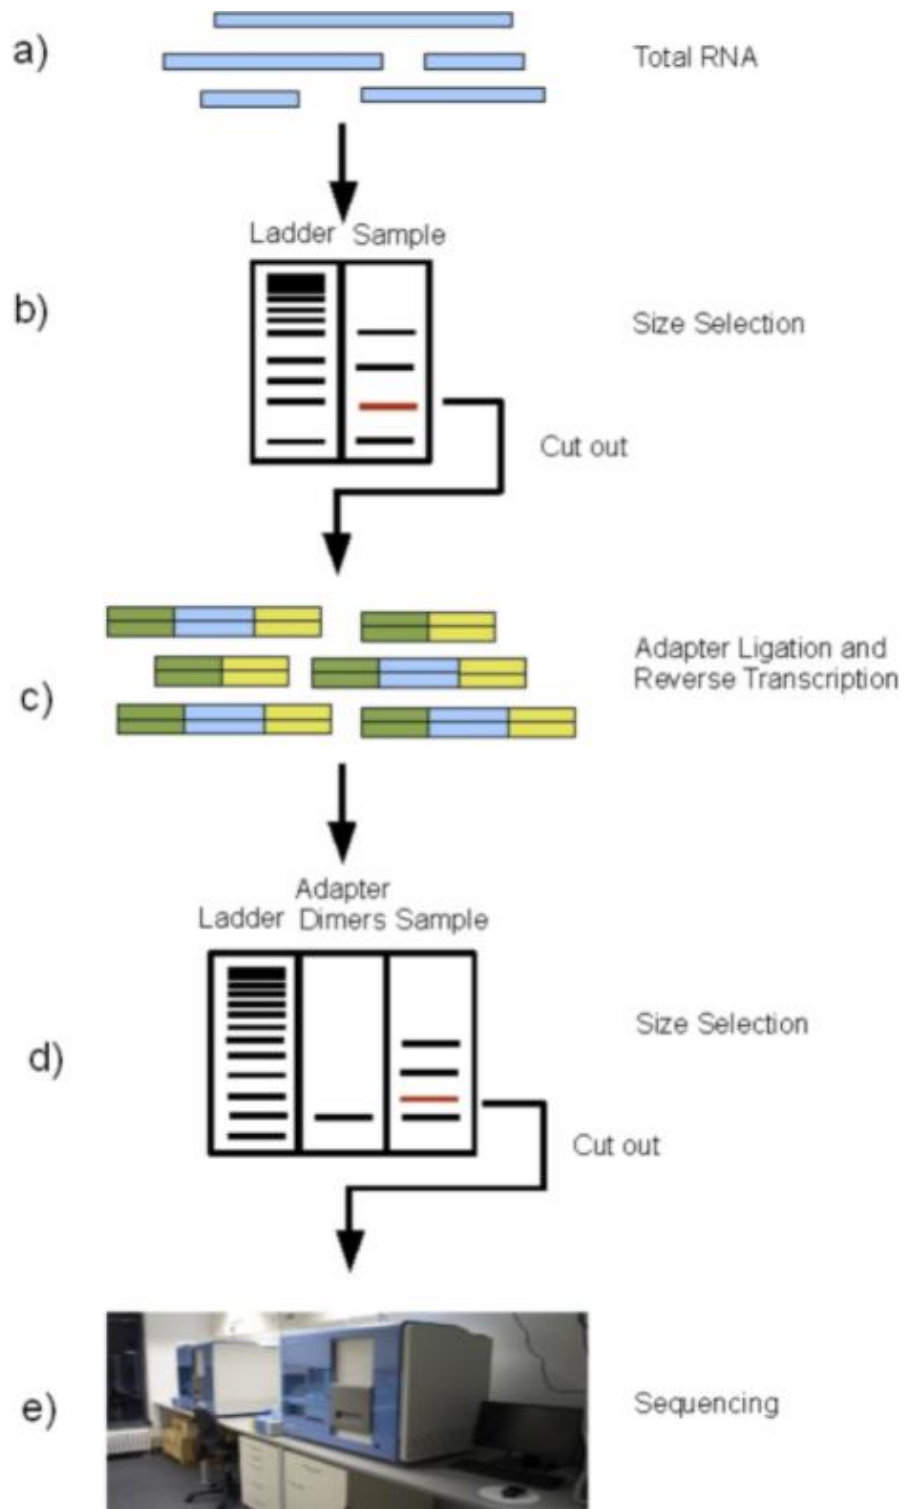 a)
Total RNA
Ladder Sample
b)
Size Selection
Cut out
Adapter Ligation and
Reverse Transcription
c)
Adapter
Ladder Dimers Sample
Size Selection
d)
Cut out
e)
Sequencing